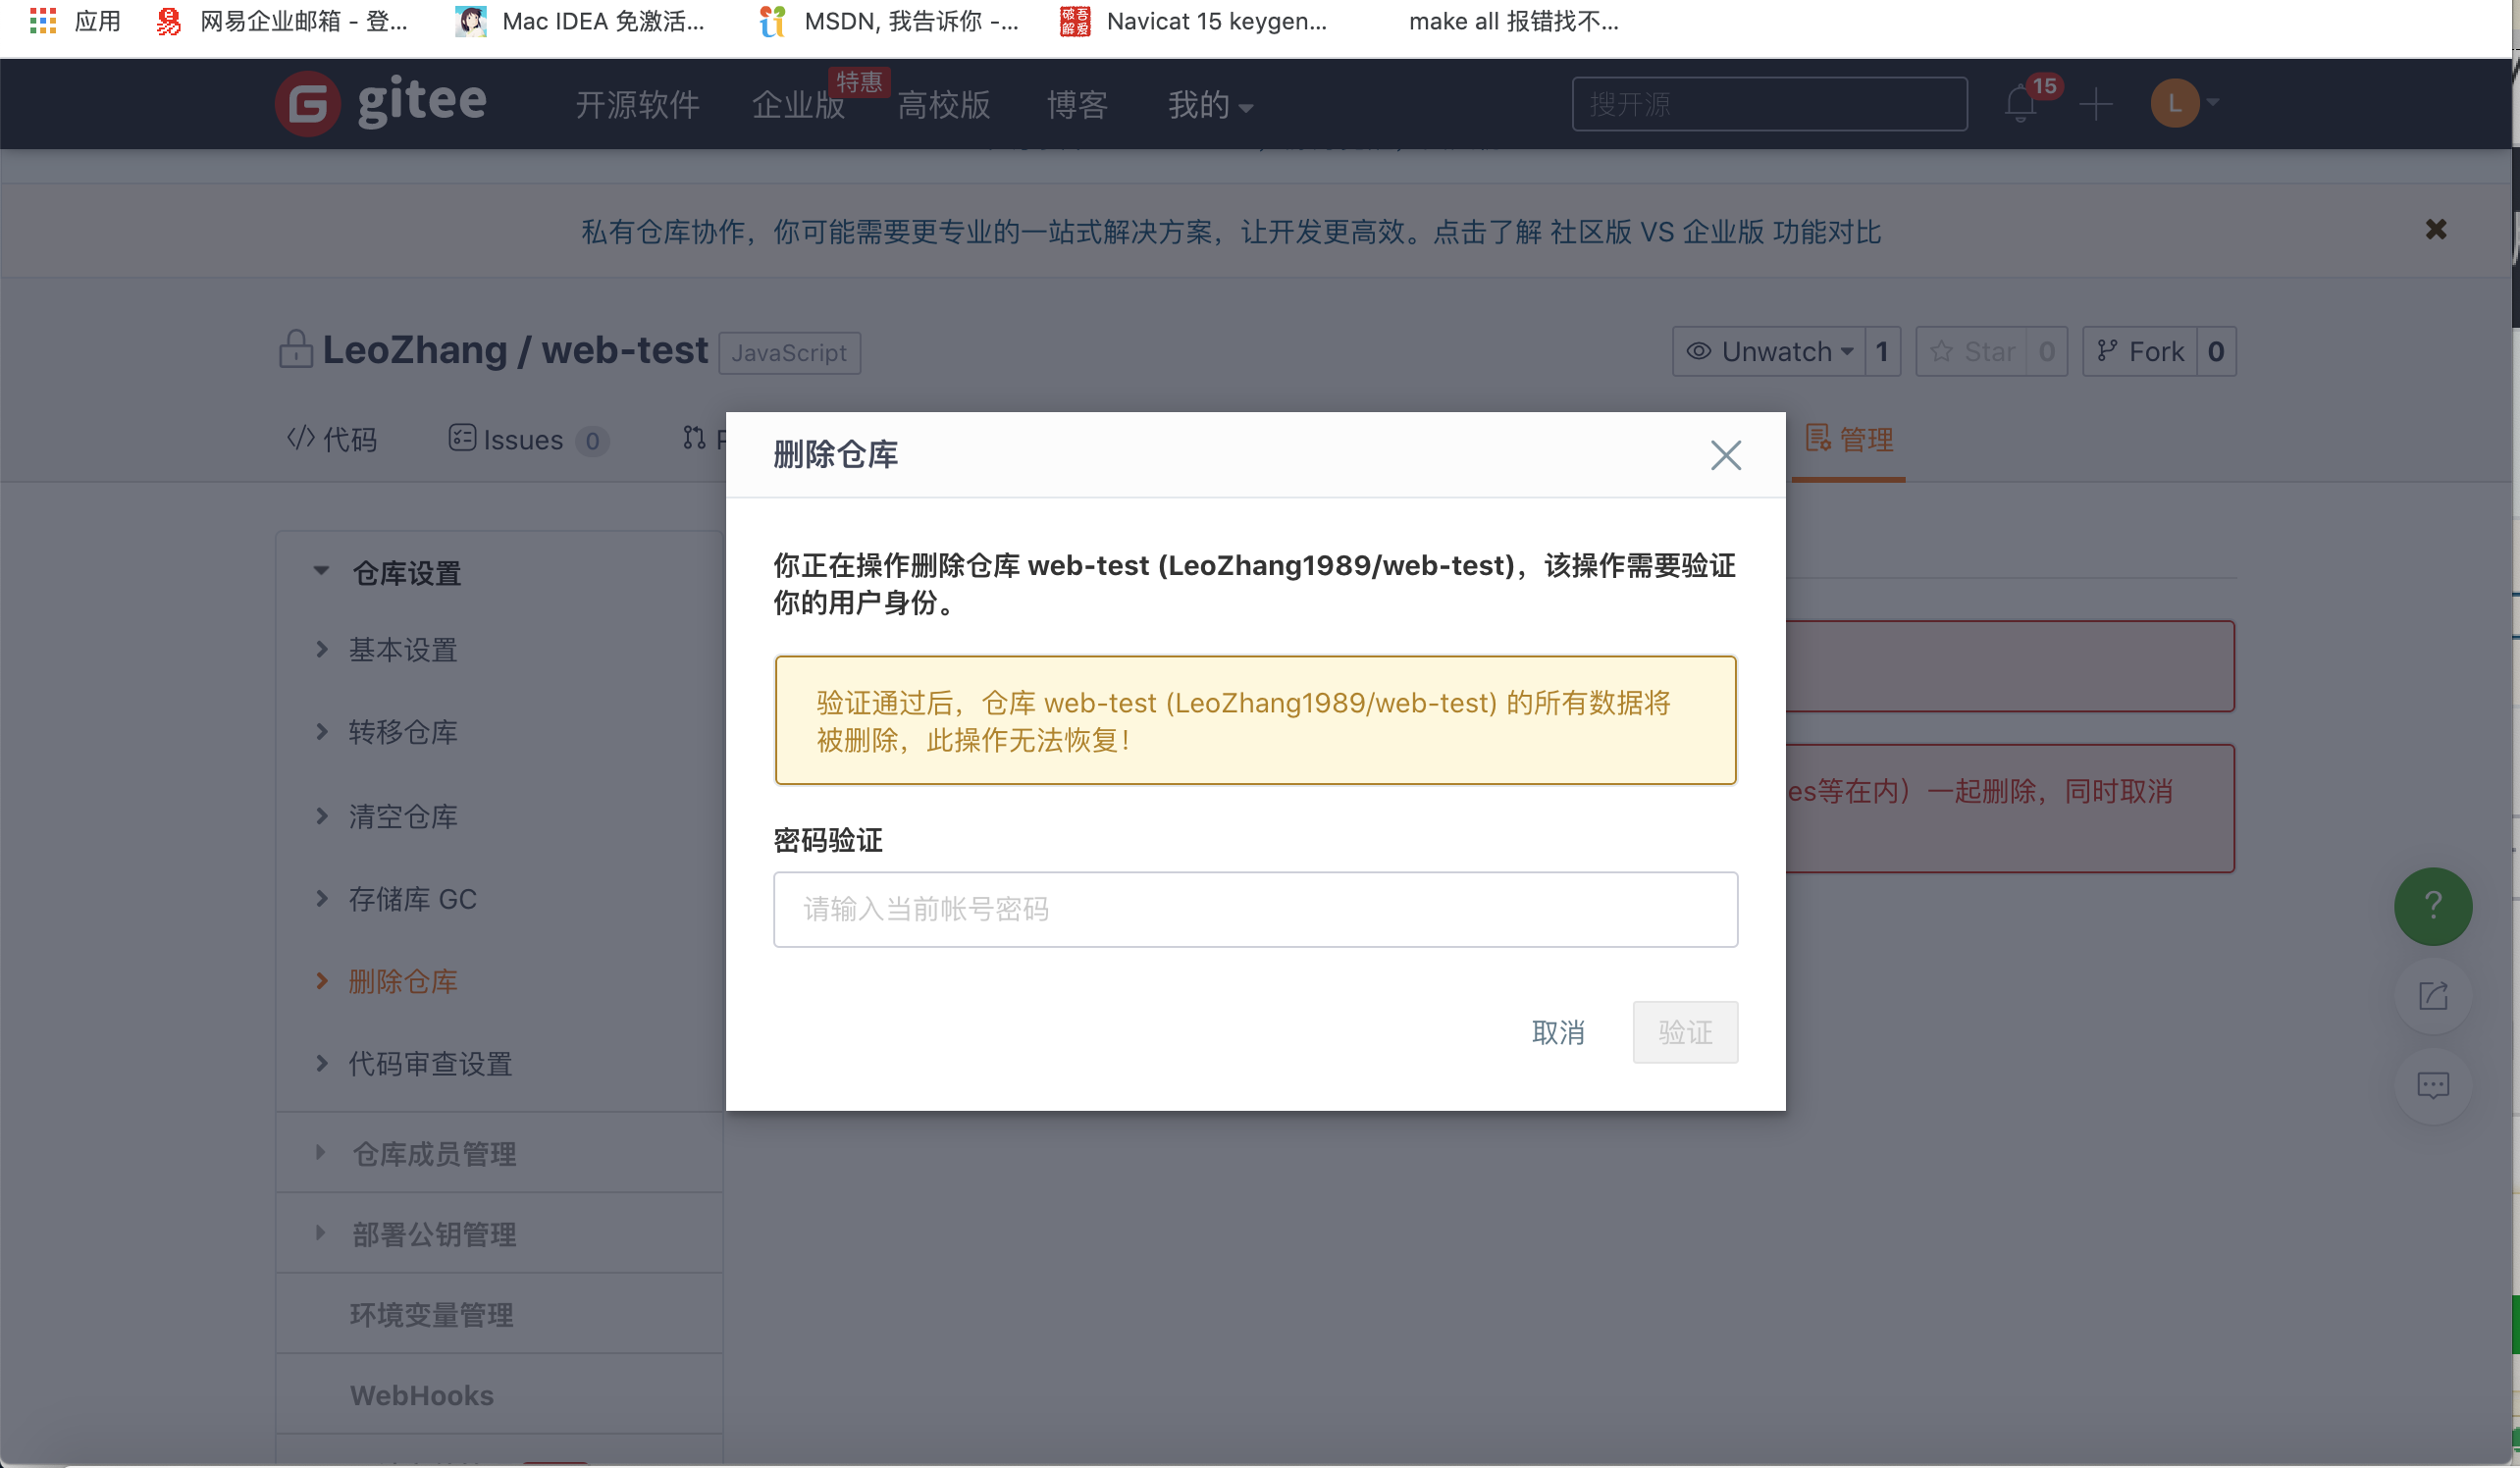 应用
网易企业邮箱 - 登...
Mac IDEA 免激活...
MSDN, 我告诉你 -...
破解 吾爱
Navicat 15 keygen...
make all 报错找不...
gitee
开源软件
企业版
特惠
高校版
博客
我的
搜开源
15
L
私有仓库协作，你可能需要更专业的一站式解决方案，让开发更高效。点击了解 社区版 VS 企业版 功能对比
LeoZhang / web-test
JavaScript
Unwatch 1
Star 0
Fork 0
代码
Issues 0
管理
删除仓库
你正在操作删除仓库 web-test (LeoZhang1989/web-test)，该操作需要验证
你的用户身份。
验证通过后，仓库 web-test (LeoZhang1989/web-test) 的所有数据将
被删除，此操作无法恢复！
密码验证
请输入当前帐号密码
取消
验证
es等在内）一起删除，同时取消
仓库设置
基本设置
转移仓库
清空仓库
存储库 GC
删除仓库
代码审查设置
仓库成员管理
部署公钥管理
环境变量管理
WebHooks
?